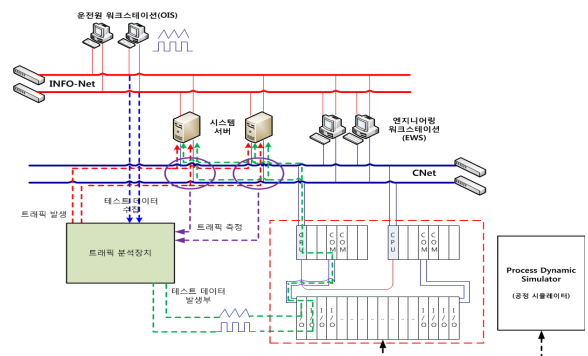 운전원 워크스테이션(OIS)
INFO-Net
시스템
서버
엔지니어링
워크스테이션
(EWS)
CNet
트래픽 발생
테스트 데이터
수집
트래픽 측정
트래픽 분석장치
테스트 데이터
발생부
CPU
COM
COM
CPU
COM
COM
I/O
I/O
I/O
I/O
I/O
I/O
Process Dynamic
Simulator
(공정 시뮬레이터)